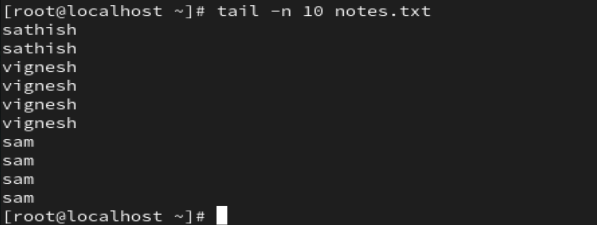 [root@localhost ~]# tail -n 10 notes.txt
sathish
sathish
vignesh
vignesh
vignesh
vignesh
sam
sam
sam
sam
[root@localhost ~]#